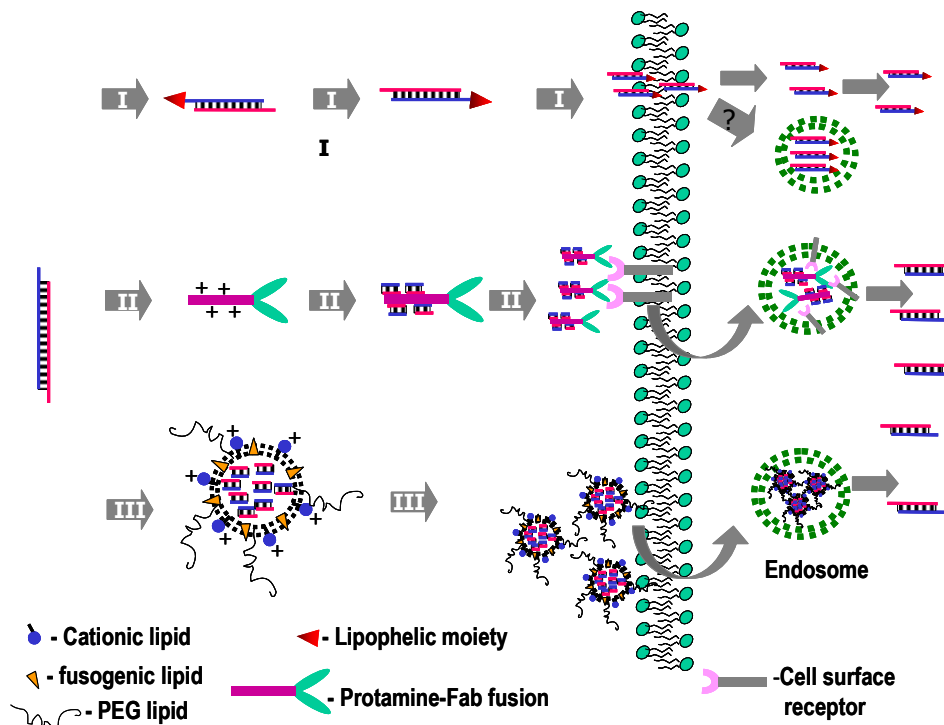 I I I
?
I
+ +
+ +
II II II
+ +
+
+
+
+
+
III III
Endosome
- Cationic lipid
- Lipophelic moiety
- fusogenic lipid
- Protamine-Fab fusion
- PEG lipid
-Cell surface
receptor